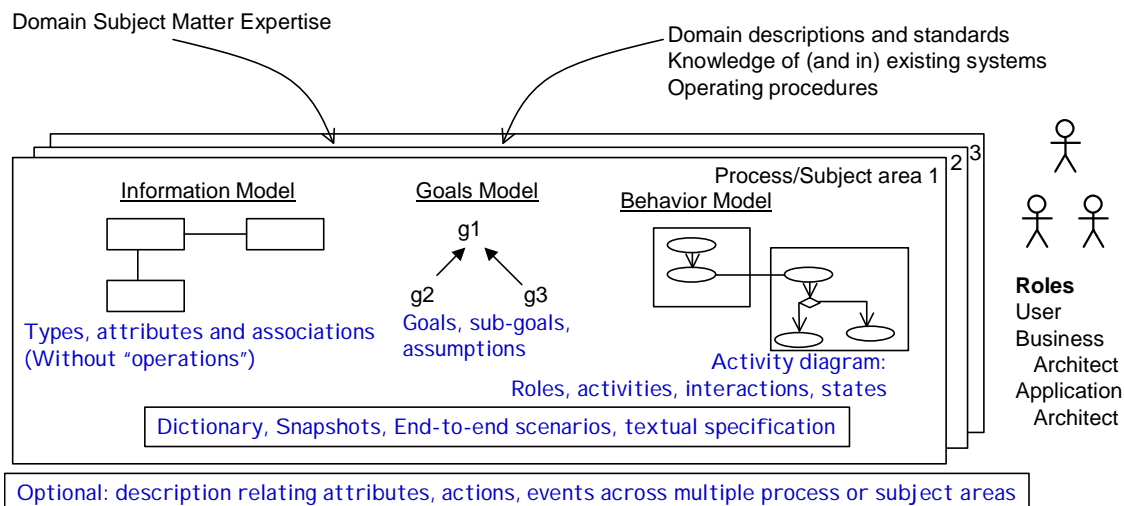 Domain Subject Matter Expertise
Domain descriptions and standards
Knowledge of (and in) existing systems
Operating procedures
3
2
Process/Subject area 1
Information Model
Goals Model
Behavior Model
g1
g2
g3
Types, attributes and associations
(Without “operations”)
Goals, sub-goals,
assumptions
Activity diagram:
Roles, activities, interactions, states
Dictionary, Snapshots, End-to-end scenarios, textual specification
Roles
User
Business
Architect
Application
Architect
Optional: description relating attributes, actions, events across multiple process or subject areas